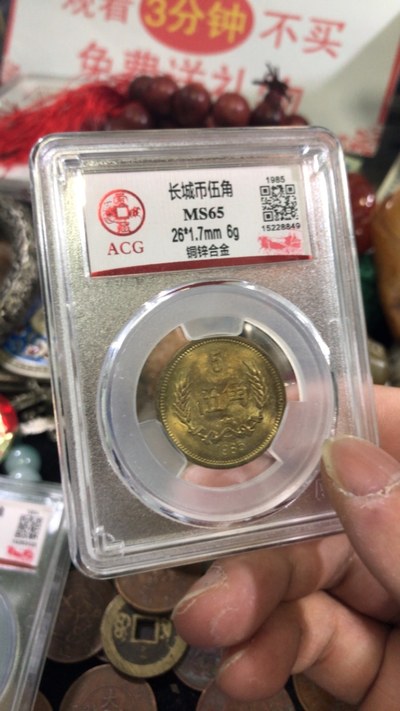 观看3分钟不买
免费送礼物
长城币伍角
MS65
26*1.7mm 6g
铜锌合金
ACG
1985
15228849
5
伍角